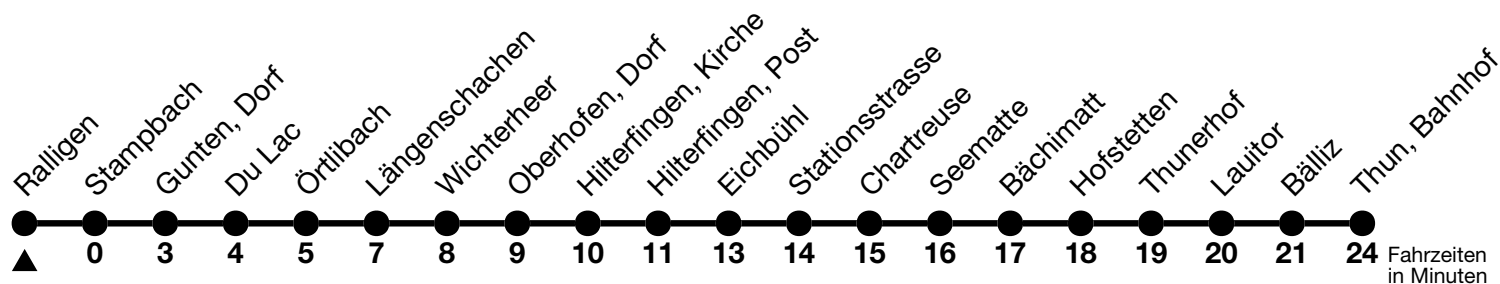 Ralligen
Stampbach
Gunten, Dorf
Du Lac
Örtlibach
Längenschachen
Wichterheer
Oberhofen, Dorf
Hilterfingen, Kirche
Hilterfingen, Post
Eichbühl
Stationsstrasse
Chartreuse
Seematte
Bächimatt
Hofstetten
Thunerhof
Lauitor
Bälliz
Thun, Bahnhof
0 3 4 5 7 8 9 10 11 13 14 15 16 17 18 19 20 21 24 Fahrzeiten
in Minuten